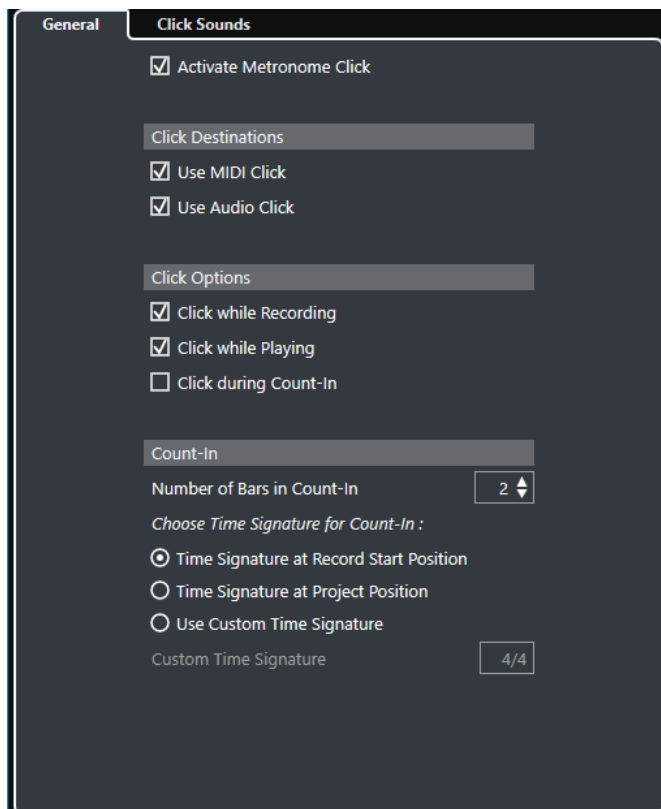 General
Click Sounds
Activate Metronome Click
Click Destinations
Use MIDI Click
Use Audio Click
Click Options
Click while Recording
Click while Playing
Click during Count-In
Count-In
Number of Bars in Count-In 2
Choose Time Signature for Count-In :
Time Signature at Record Start Position
Time Signature at Project Position
Use Custom Time Signature
Custom Time Signature 4/4